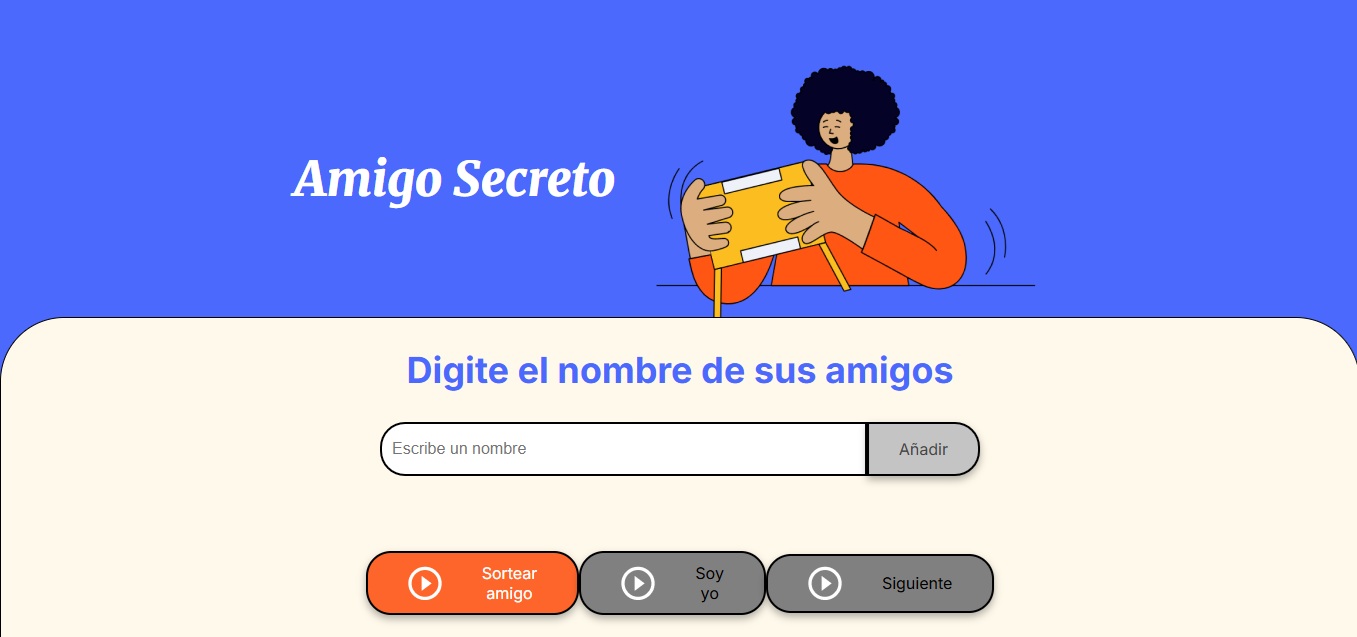 Amigo Secreto
Digite el nombre de sus amigos
Escribe un nombre
Añadir
Sortear
amigo
Soy
yo
Siguiente